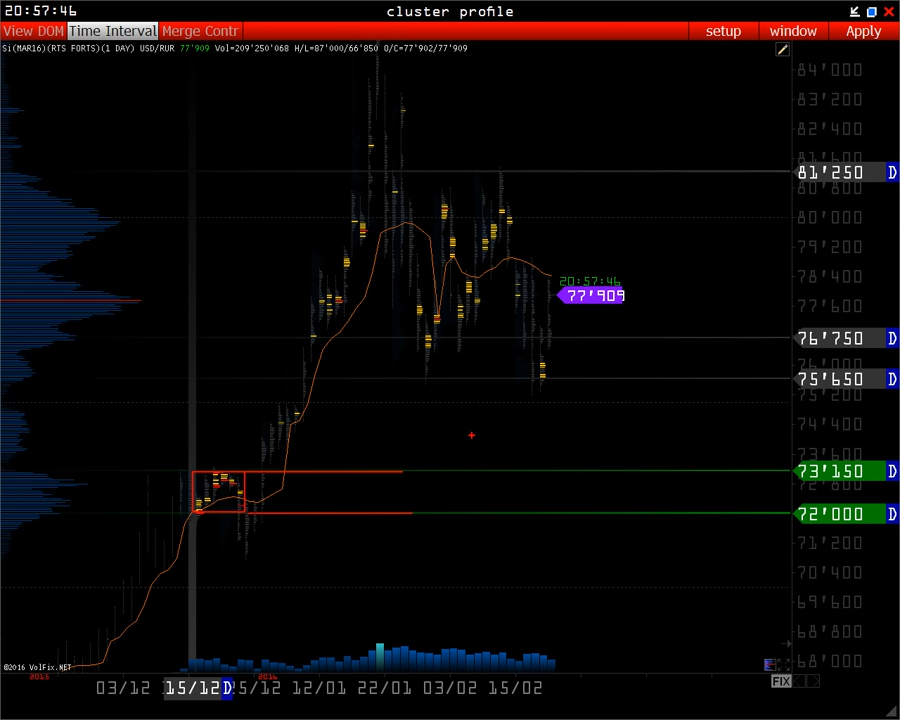 20:57:46
cluster profile
View DOM Time Interval Merge Contr
setup window Apply
Si(MAR16)(RTS FORTS)(1 DAY) USD/RUR 77'909 Vol=209'250'068 H/L=87'000/66'850 O/C=77'902/77'909
84'000
83'200
82'400
81'600
81'250 D
80'800
80'000
79'200
78'400
20:57:46
77'909
77'600
76'750 D
76'000
75'650 D
75'200
74'400
73'600
73'150 D
72'000 D
71'200
70'400
69'600
68'800
68'000
©2016 VolFix.NET
2015 2016
FIX
03/12 15/12 D 5/12 12/01 22/01 03/02 15/02